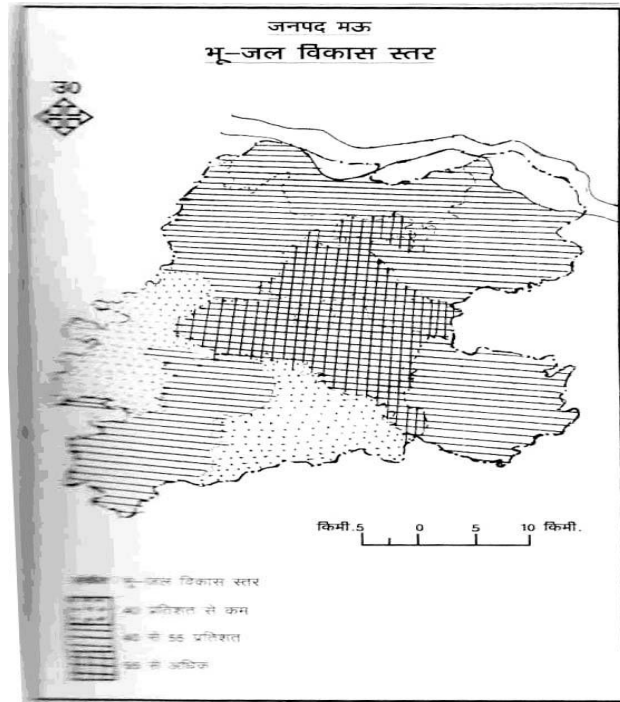 जनपद मऊ
भू-जल विकास स्तर
उ0
किमी.5 0 5 10 किमी.
भू-जल विकास स्तर
40 प्रतिशत से कम
40 से 55 प्रतिशत
55 से अधिक